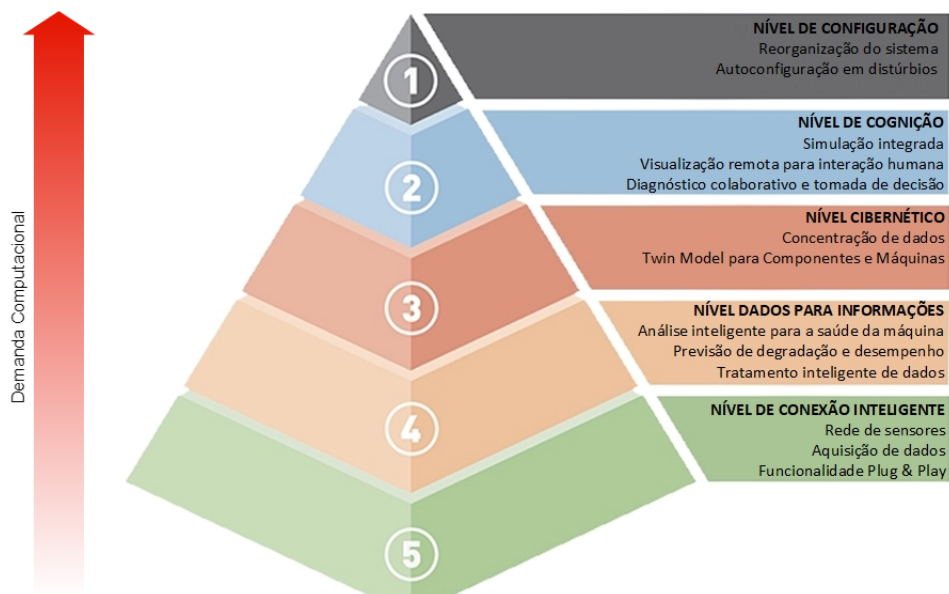 Demanda Computacional
1
NÍVEL DE CONFIGURAÇÃO
Reorganização do sistema
Autoconfiguração em distúrbios
2
NÍVEL DE COGNIÇÃO
Simulação integrada
Visualização remota para interação humana
Diagnóstico colaborativo e tomada de decisão
3
NÍVEL CIBERNÉTICO
Concentração de dados
Twin Model para Componentes e Máquinas
4
NÍVEL DADOS PARA INFORMAÇÕES
Análise inteligente para a saúde da máquina
Previsão de degradação e desempenho
Tratamento inteligente de dados
5
NÍVEL DE CONEXÃO INTELIGENTE
Rede de sensores
Aquisição de dados
Funcionalidade Plug & Play